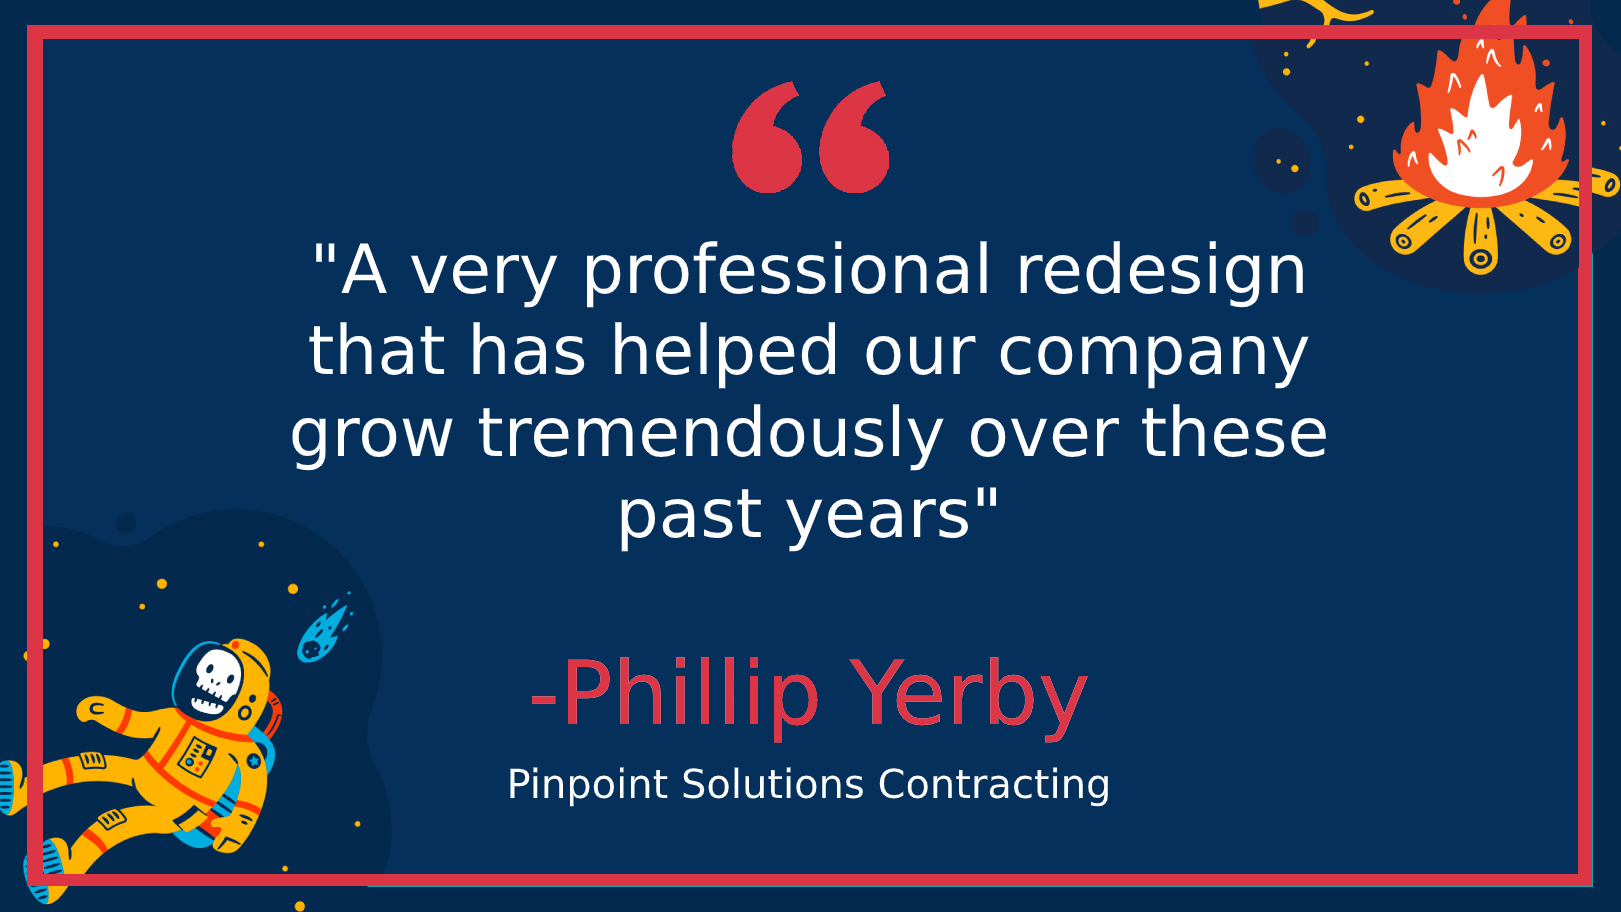 "A very professional redesign
that has helped our company
grow tremendously over these
past years"
-Phillip Yerby
Pinpoint Solutions Contracting